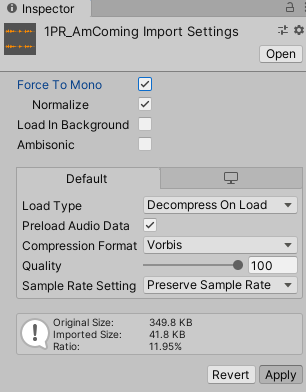 Inspector
1PR_AmComing Import Settings
Open
Force To Mono
Normalize
Load In Background
Ambisonic
Default
Load Type Decompress On Load
Preload Audio Data
Compression Format Vorbis
Quality 100
Sample Rate Setting Preserve Sample Rate
Original Size: 349.8 KB
Imported Size: 41.8 KB
Ratio: 11.95%
Revert Apply